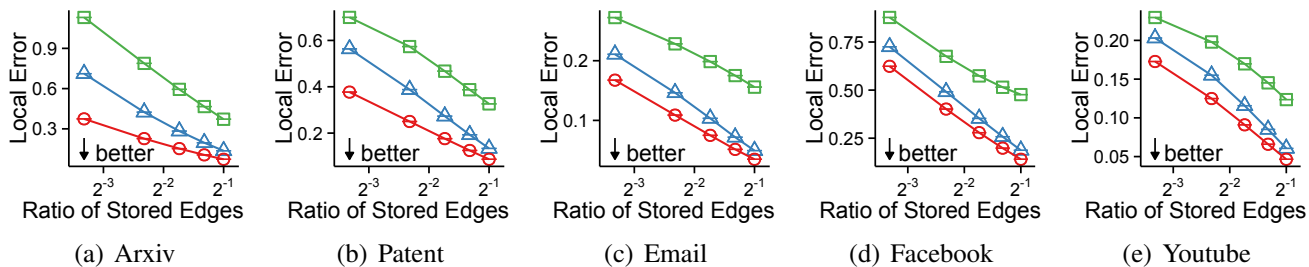 Local Error
0.9
0.6
0.3
better
2-3
2-2
2-1
Ratio of Stored Edges
(a) Arxiv
Local Error
0.6
0.4
0.2
better
2-3
2-2
2-1
Ratio of Stored Edges
(b) Patent
Local Error
0.2
0.1
better
2-3
2-2
2-1
Ratio of Stored Edges
(c) Email
Local Error
0.75
0.50
0.25
better
2-3
2-2
2-1
Ratio of Stored Edges
(d) Facebook
Local Error
0.20
0.15
0.10
0.05
better
2-3
2-2
2-1
Ratio of Stored Edges
(e) Youtube